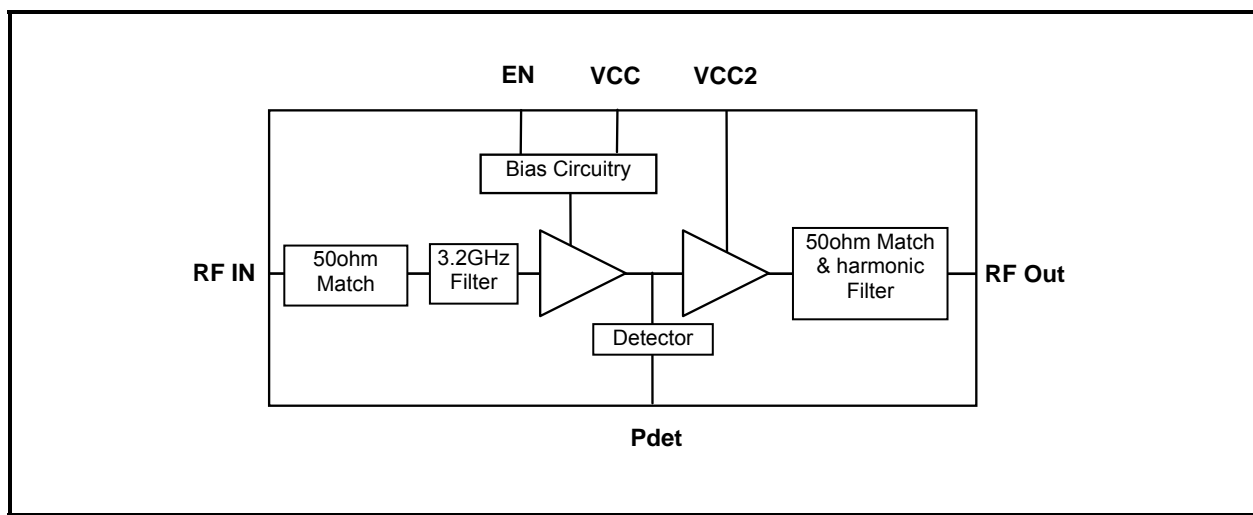 EN VCC VCC2
Bias Circuitry
RF IN
50ohm
Match
3.2GHz
Filter
50ohm Match
& harmonic
Filter
RF Out
Detector
Pdet